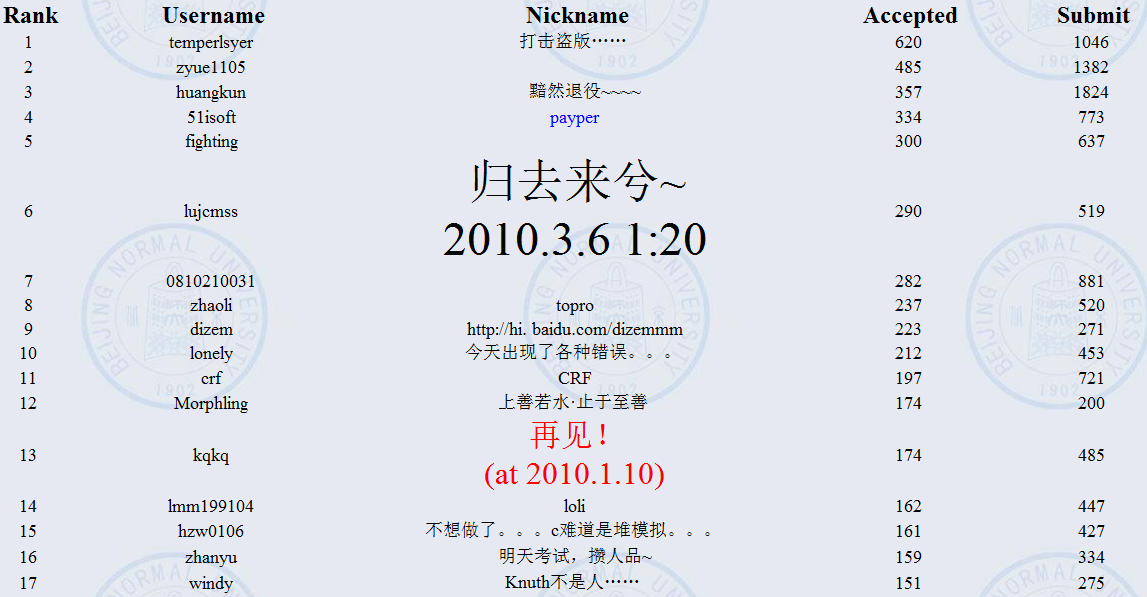 Rank Username Nickname Accepted Submit
1 temperlsyer 打击盗版…… 620 1046
2 zyue1105 485 1382
3 huangkun 黯然退役~~~~ 357 1824
4 51isoft payper 334 773
5 fighting 300 637
归去来兮~
6 lujcmss 290 519
2010.3.6 1:20
7 0810210031 282 881
8 zhaoli topro 237 520
9 dizem http://hi. baidu.com/dizemmm 223 271
10 lonely 今天出现了各种错误。。。 212 453
11 crf CRF 197 721
12 Morphling 上善若水·止于至善 174 200
再见！
13 kqkq 174 485
(at 2010.1.10)
14 lmm199104 loli 162 447
15 hzw0106 不想做了。。。c难道是堆模拟。。。 161 427
16 zhanyu 明天考试，攒人品~ 159 334
17 windy Knuth不是人…… 151 275
BEIJING NORMAL UNIVERSITY
1902